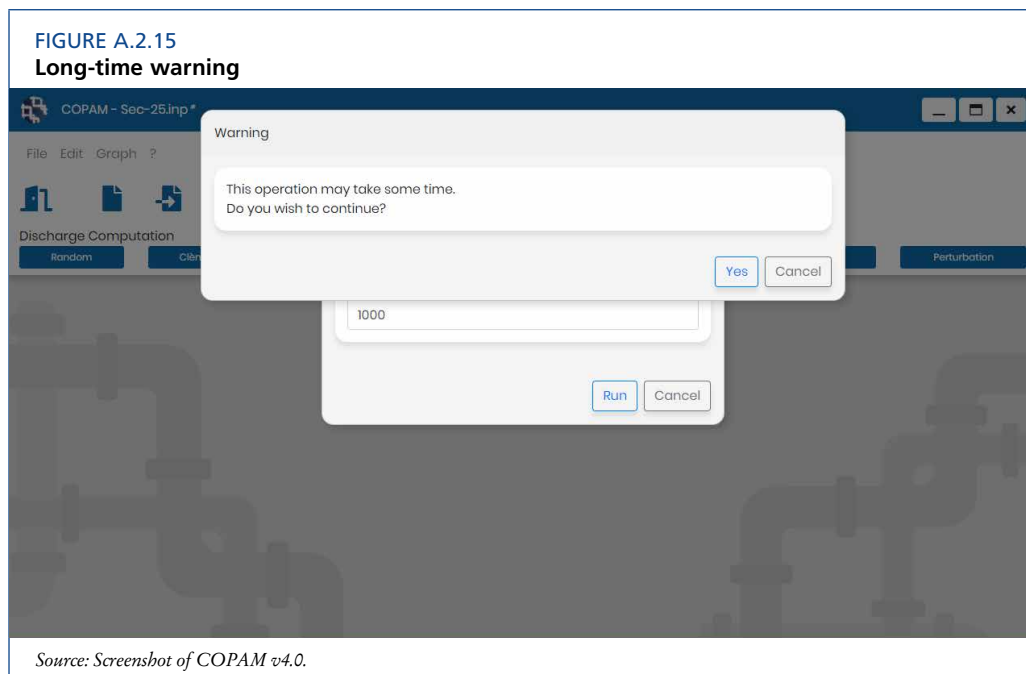 FIGURE A.2.15
Long-time warning
COPAM - Sec-25.inp*
Warning
File Edit Graph ?
This operation may take some time.
Do you wish to continue?
Discharge Computation
Random
Perturbation
Yes Cancel
1000
Run Cancel
Source: Screenshot of COPAM v4.0.